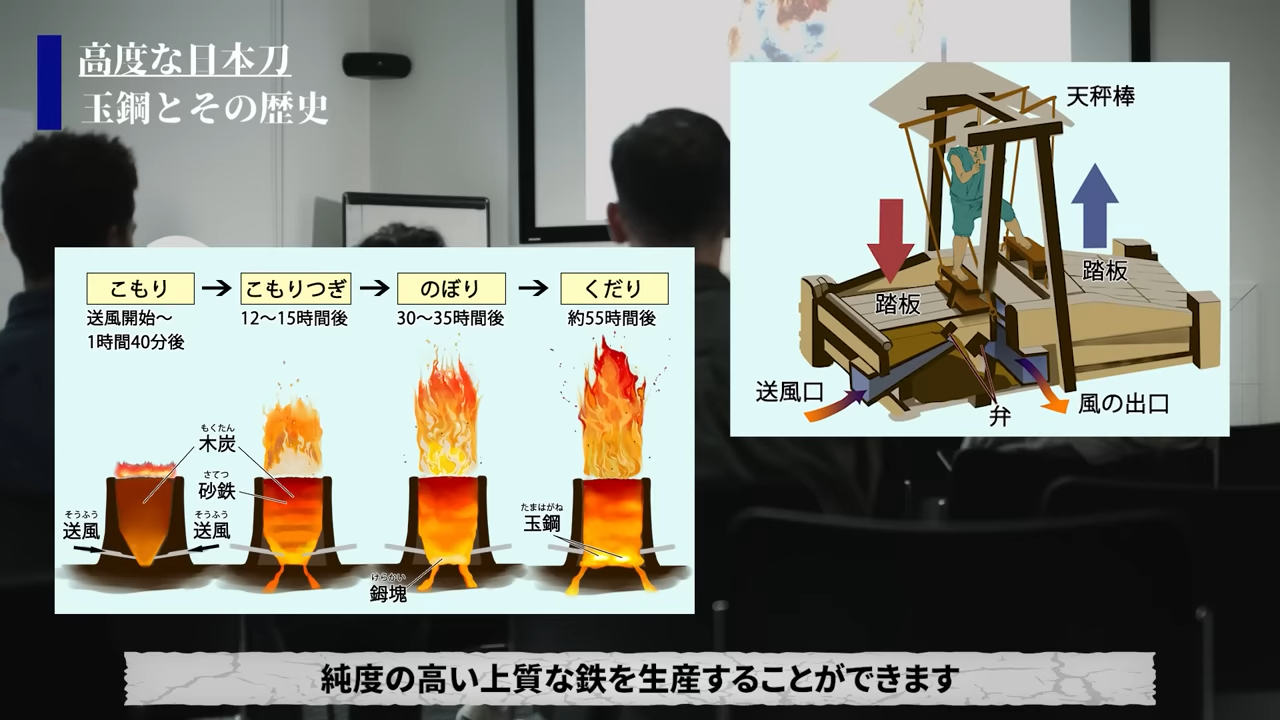 高度な日本刀
玉鋼とその歴史
こもり
こもりつぎ
のぼり
くだり
送風開始～
1時間40分後
12～15時間後
30～35時間後
約55時間後
もくたん
木炭
さてつ
砂鉄
そうふう
送風
そうふう
送風
けらかい
鉧塊
たまはがね
玉鋼
天秤棒
踏板
踏板
送風口
弁
風の出口
純度の高い上質な鉄を生産することができます